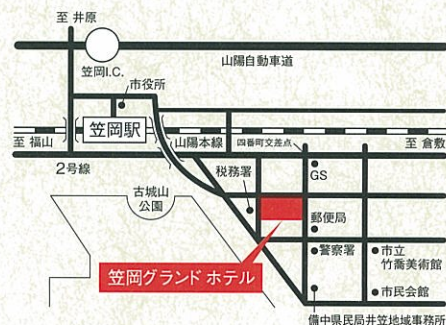 至 井原
笠岡I.C.
山陽自動車道
市役所
笠岡駅
山陽本線
四番町交差点
至 福山
至 倉敷
2号線
税務署
GS
古城山
公園
郵便局
警察署
市立
竹喬美術館
笠岡グランド ホテル
市民会館
備中県民局井笠地域事務所